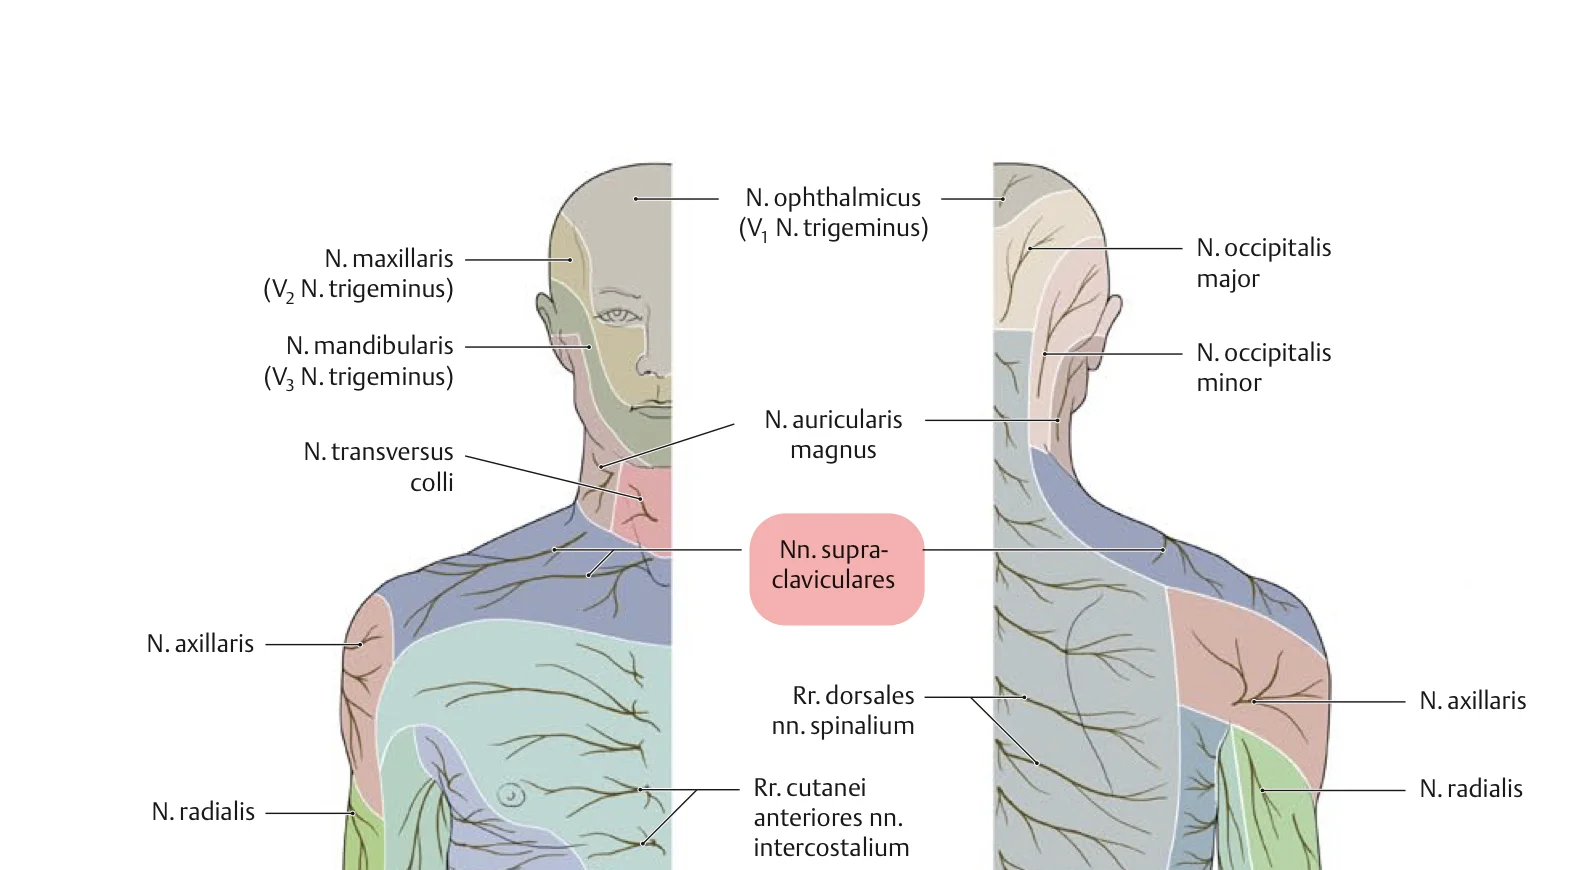 N. ophthalmicus
(V1 N. trigeminus)
N. maxillaris
(V2 N. trigeminus)
N. occipitalis
major
N. mandibularis
(V3 N. trigeminus)
N. occipitalis
minor
N. auricularis
magnus
N. transversus
colli
Nn. supra-
claviculares
N. axillaris
Rr. dorsales
nn. spinalium
N. axillaris
N. radialis
Rr. cutanei
anteriores nn.
intercostalium
N. radialis